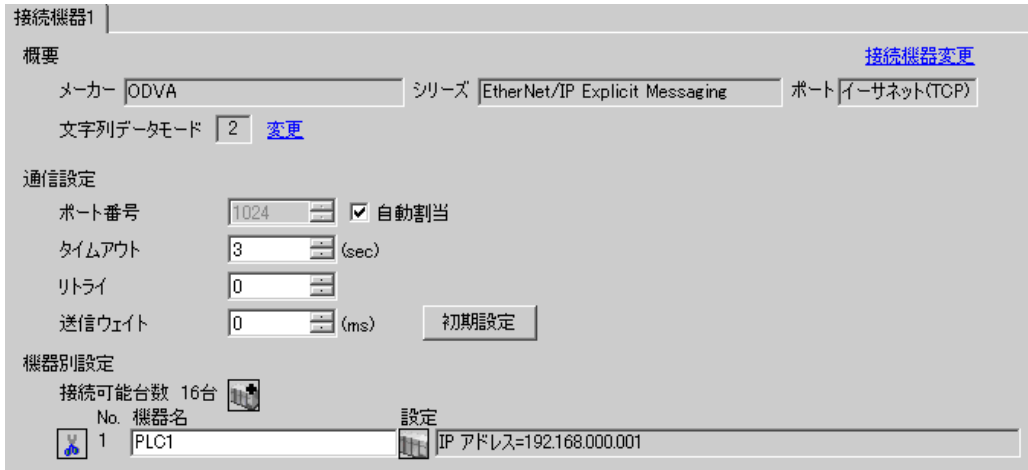 接続機器1
概要 接続機器変更
メーカー ODVA シリーズ EtherNet/IP Explicit Messaging ポート イーサネット(TCP)
文字列データモード 2 変更
通信設定
ポート番号 1024 自動割当
タイムアウト 3 (sec)
リトライ 0
送信ウェイト 0 (ms) 初期設定
機器別設定
接続可能台数 16台
No. 機器名 設定
1 PLC1 IP アドレス=192.168.000.001